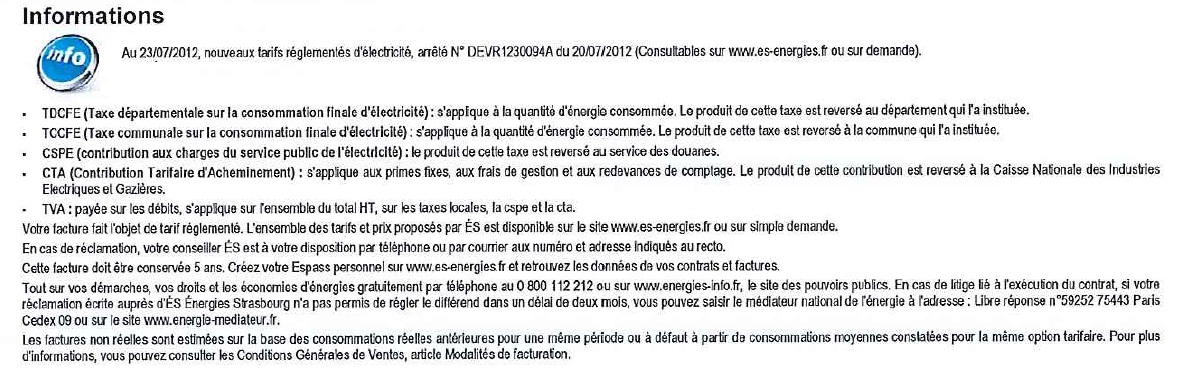 Informations
info
Au 23/07/2012, nouveaux tarifs réglementés d'électricité, arrêté N° DEVR1230094A du 20/07/2012 (Consultables sur www.es-energies.fr ou sur demande).
- TDCFE (Taxe départementale sur la consommation finale d'électricité) : s'applique à la quantité d'énergie consommée. Le produit de cette taxe est reversé au département qui l'a instituée.
- TCCFE (Taxe communale sur la consommation finale d'électricité) : s'applique à la quantité d'énergie consommée. Le produit de cette taxe est reversé à la commune qui l'a instituée.
- CSPE (contribution aux charges du service public de l'électricité) : le produit de cette taxe est reversé au service des douanes.
- CTA (Contribution Tarifaire d'Acheminement) : s'applique aux primes fixes, aux frais de gestion et aux redevances de comptage. Le produit de cette contribution est reversé à la Caisse Nationale des Industries
Electriques et Gazières.
- TVA : payée sur les débits, s'applique sur l'ensemble du total HT, sur les taxes locales, la cspe et la cta.
Votre facture fait l'objet de tarif réglementé. L'ensemble des tarifs et prix proposés par ÉS est disponible sur le site www.es-energies.fr ou sur simple demande.
En cas de réclamation, votre conseiller ÉS est à votre disposition par téléphone ou par courrier aux numéro et adresse indiqués au recto.
Cette facture doit être conservée 5 ans. Créez votre Espass personnel sur www.es-energies.fr et retrouvez les données de vos contrats et factures.
Tout sur vos démarches, vos droits et les économies d'énergies gratuitement par téléphone au 0 800 112 212 ou sur www.energies-info.fr, le site des pouvoirs publics. En cas de litige lié à l'exécution du contrat, si votre
réclamation écrite auprès d'ÉS Énergies Strasbourg n'a pas permis de régler le différend dans un délai de deux mois, vous pouvez saisir le médiateur national de l'énergie à l'adresse : Libre réponse n°59252 75443 Paris
Cedex 09 ou sur le site www.energie-mediateur.fr.
Les factures non réelles sont estimées sur la base des consommations réelles antérieures pour une même période ou à défaut à partir de consommations moyennes constatées pour la même option tarifaire. Pour plus
d'informations, vous pouvez consulter les Conditions Générales de Ventes, article Modalités de facturation.